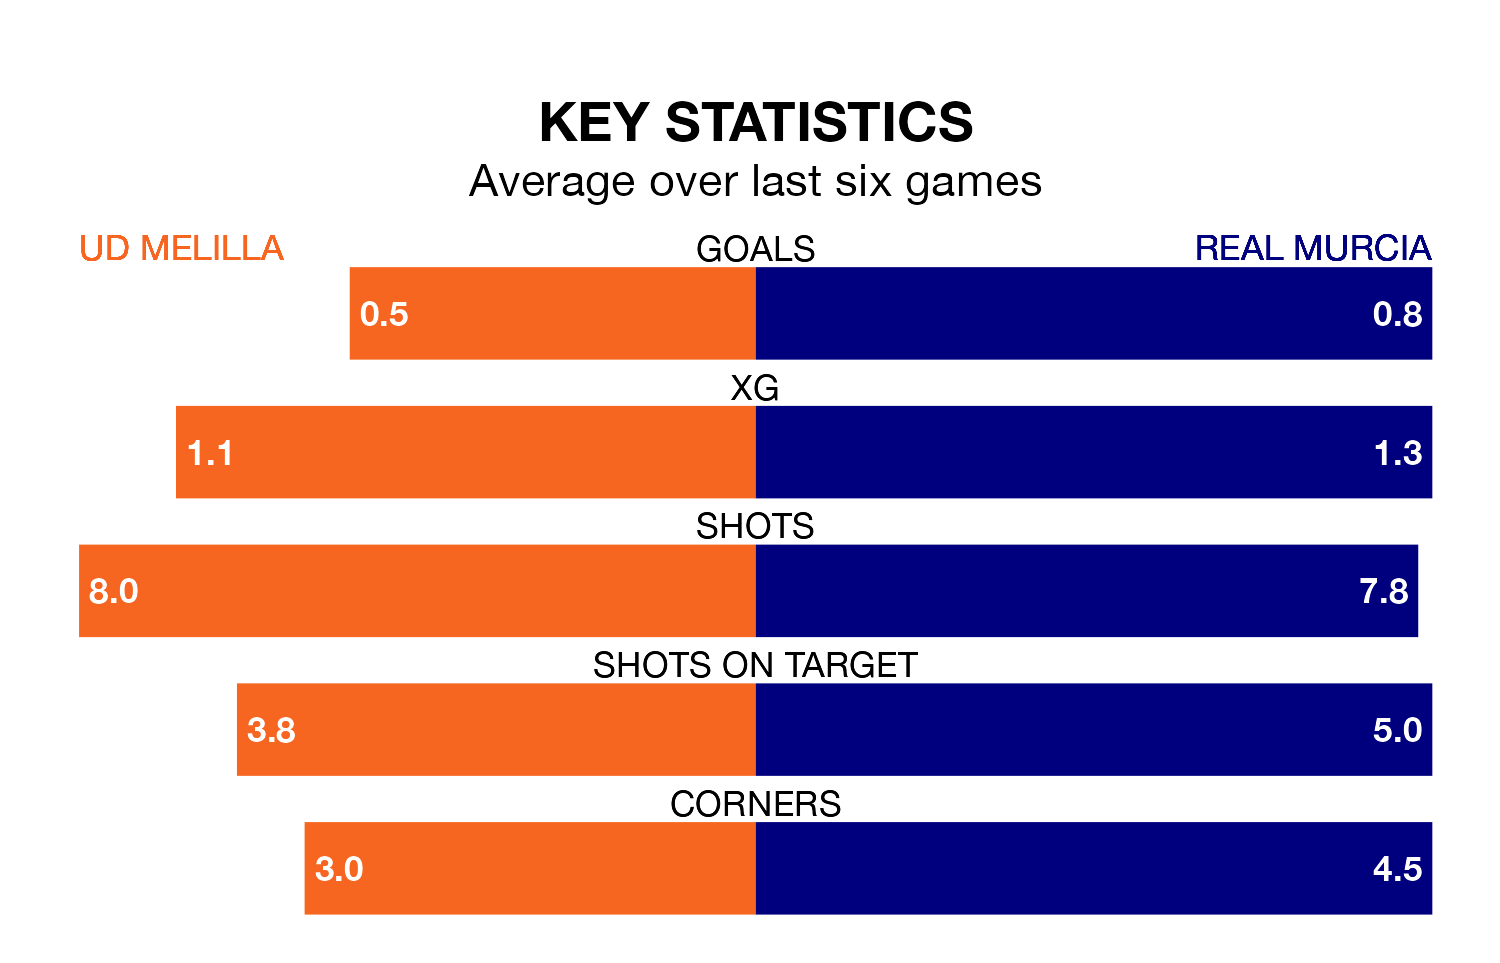 KEY STATISTICS
Average over last six games
UD MELILLA GOALS REAL MURCIA
0.5 0.8
XG
1.1 1.3
SHOTS
8.0 7.8
SHOTS ON TARGET
3.8 5.0
CORNERS
3.0 4.5